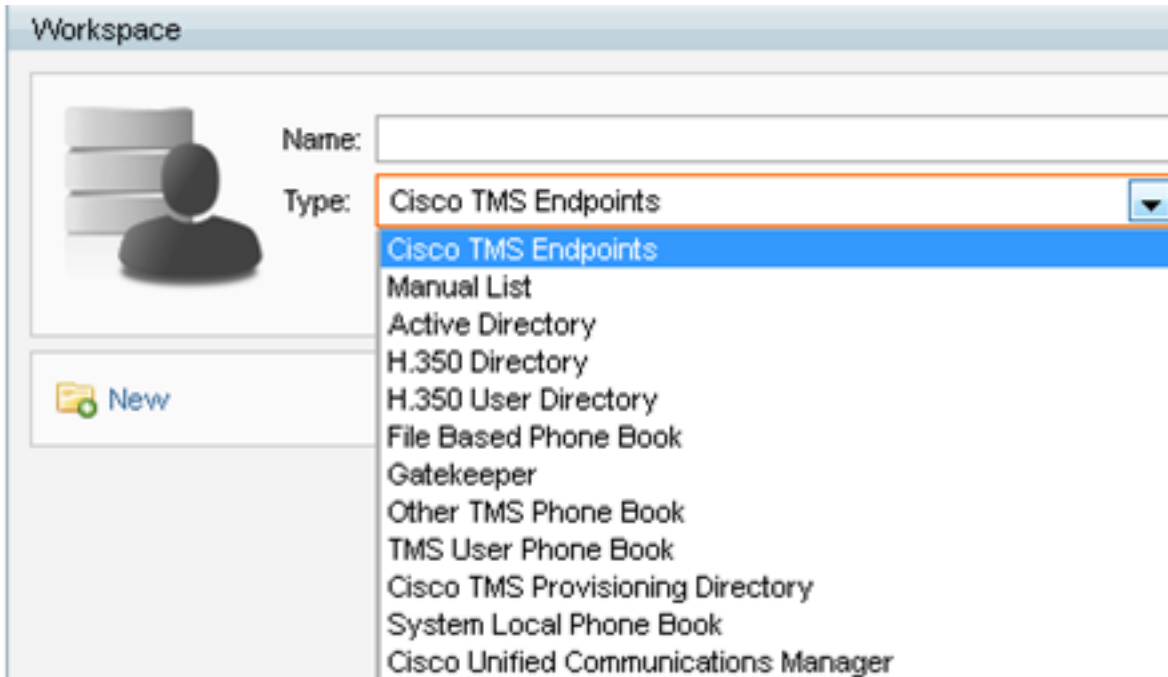 Workspace
Name:
Type: Cisco TMS Endpoints
Cisco TMS Endpoints
Manual List
Active Directory
H.350 Directory
H.350 User Directory
File Based Phone Book
Gatekeeper
Other TMS Phone Book
TMS User Phone Book
Cisco TMS Provisioning Directory
System Local Phone Book
Cisco Unified Communications Manager
New